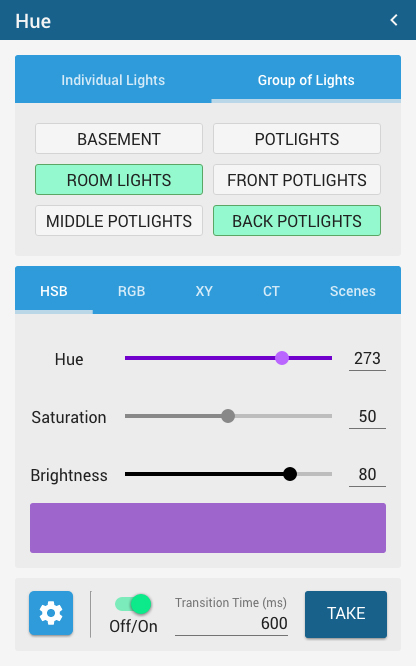 Hue
Individual Lights
Group of Lights
BASEMENT
POTLIGHTS
ROOM LIGHTS
FRONT POTLIGHTS
MIDDLE POTLIGHTS
BACK POTLIGHTS
HSB
RGB
XY
CT
Scenes
Hue
273
Saturation
50
Brightness
80
Off/On
Transition Time (ms)
600
TAKE